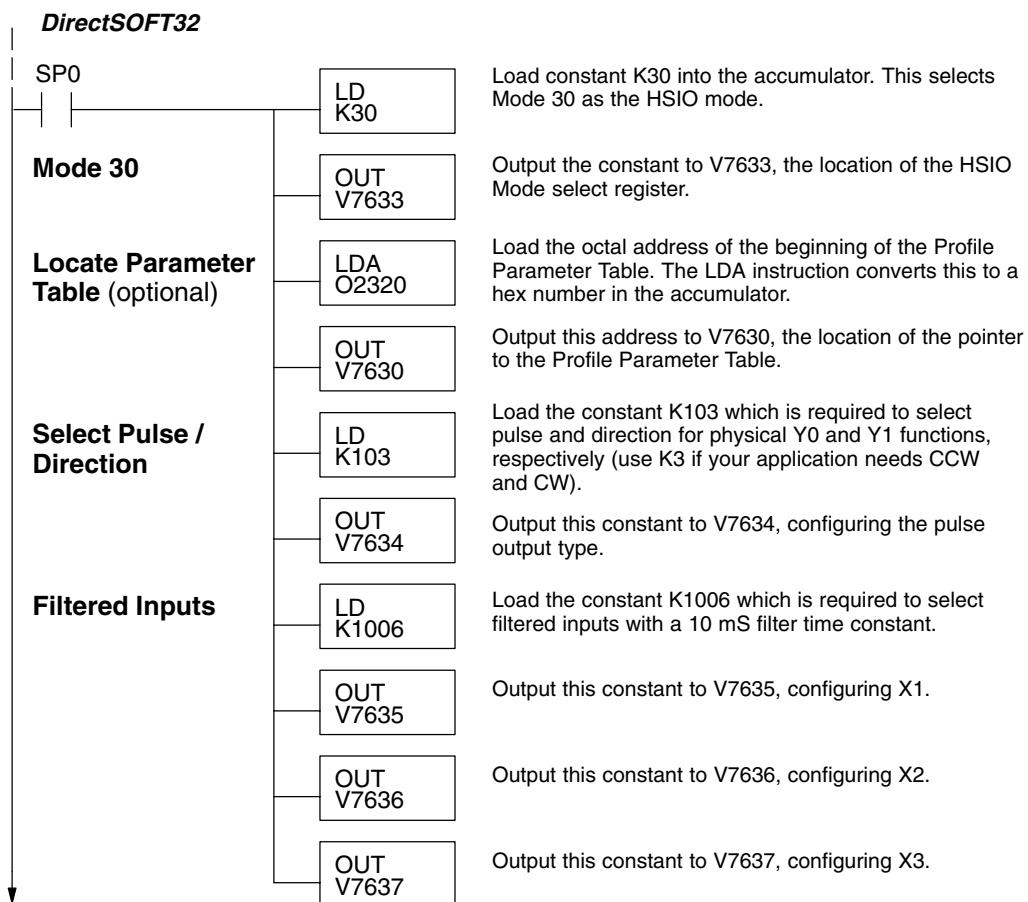 DirectSOFT32
SP0
LD
K30
Load constant K30 into the accumulator. This selects
Mode 30 as the HSIO mode.
Mode 30
OUT
V7633
Output the constant to V7633, the location of the HSIO
Mode select register.
Locate Parameter
Table (optional)
LDA
O2320
Load the octal address of the beginning of the Profile
Parameter Table. The LDA instruction converts this to a
hex number in the accumulator.
OUT
V7630
Output this address to V7630, the location of the pointer
to the Profile Parameter Table.
Select Pulse /
Direction
LD
K103
Load the constant K103 which is required to select
pulse and direction for physical Y0 and Y1 functions,
respectively (use K3 if your application needs CCW
and CW).
OUT
V7634
Output this constant to V7634, configuring the pulse
output type.
Filtered Inputs
LD
K1006
Load the constant K1006 which is required to select
filtered inputs with a 10 mS filter time constant.
OUT
V7635
Output this constant to V7635, configuring X1.
OUT
V7636
Output this constant to V7636, configuring X2.
OUT
V7637
Output this constant to V7637, configuring X3.